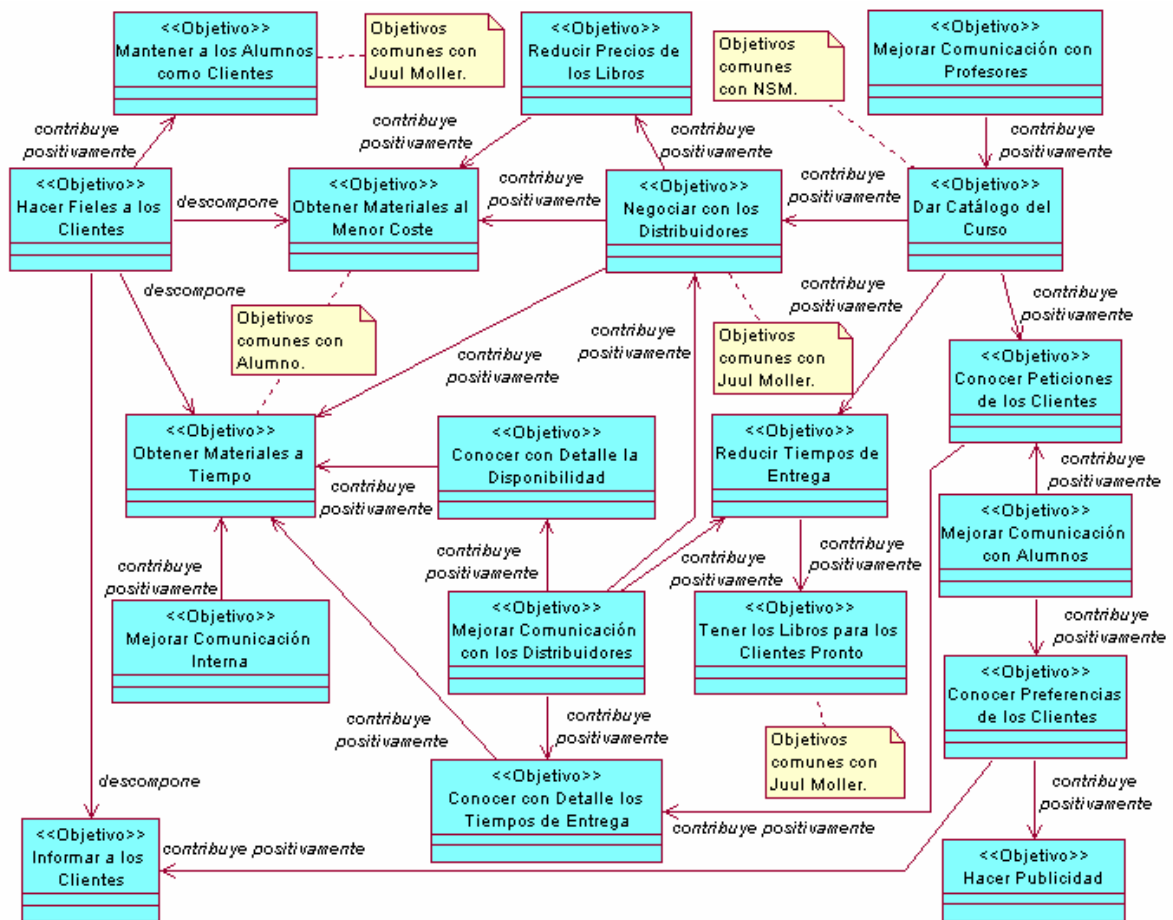 <<Objetivo>>
Mantener a los Alumnos
como Clientes
Objetivos
comunes con
Juul Moller.
<<Objetivo>>
Reducir Precios de
los Libros
Objetivos
comunes
con NSM.
<<Objetivo>>
Mejorar Comunicación con
Profesores
contribuye
positivamente
contribuye
positivamente
contribuye
positivamente
contribuye
positivamente
<<Objetivo>>
Hacer Fieles a los
Clientes
descompone
<<Objetivo>>
Obtener Materiales al
Menor Coste
contribuye
positivamente
<<Objetivo>>
Negociar con los
Distribuidores
contribuye
positivamente
<<Objetivo>>
Dar Catálogo del
Curso
descompone
Objetivos
comunes con
Alumno.
contribuye
positivamente
contribuye
positivamente
Objetivos
comunes con
Juul Moller.
contribuye
positivamente
contribuye
positivamente
<<Objetivo>>
Conocer Peticiones
de los Clientes
<<Objetivo>>
Obtener Materiales a
Tiempo
contribuye
positivamente
<<Objetivo>>
Conocer con Detalle la
Disponibilidad
<<Objetivo>>
Reducir Tiempos de
Entrega
<<Objetivo>>
Mejorar Comunicación
con Alumnos
contribuye
positivamente
contribuye
positivamente
contribuye
positivamente
contribuye
positivamente
<<Objetivo>>
Mejorar Comunicación
Interna
<<Objetivo>>
Mejorar Comunicación
con los Distribuidores
<<Objetivo>>
Tener los Libros para los
Clientes Pronto
contribuye
positivamente
<<Objetivo>>
Conocer Preferencias
de los Clientes
contribuye
positivamente
contribuye
positivamente
Objetivos
comunes con
Juul Moller.
descompone
<<Objetivo>>
Conocer con Detalle los
Tiempos de Entrega
contribuye
positivamente
contribuye positivamente
<<Objetivo>>
Informar a los
Clientes
contribuye positivamente
<<Objetivo>>
Hacer Publicidad